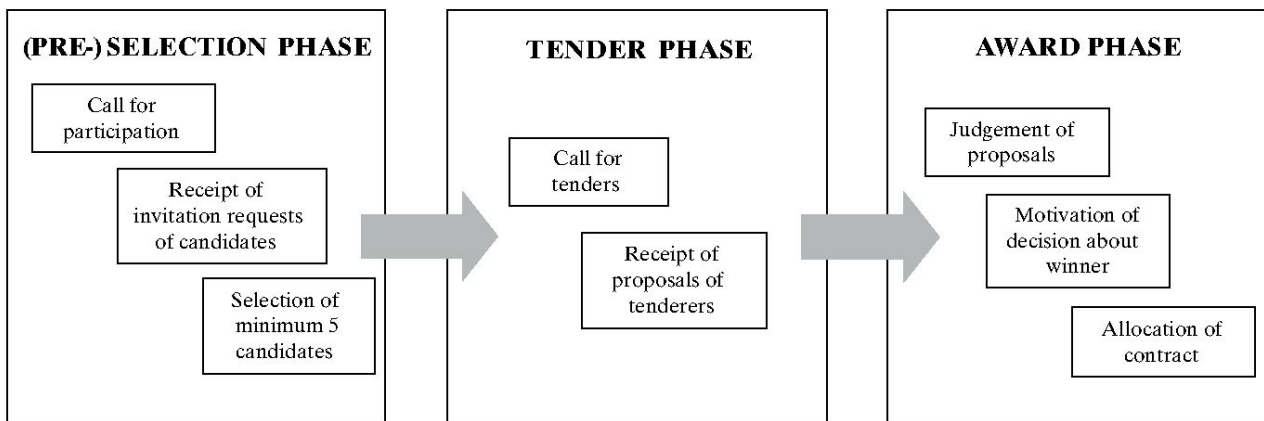 (PRE-) SELECTION PHASE
Call for
participation
Receipt of
invitation requests
of candidates
Selection of
minimum 5
candidates
TENDER PHASE
Call for
tenders
Receipt of
proposals of
tenderers
AWARD PHASE
Judgement of
proposals
Motivation of
decision about
winner
Allocation of
contract